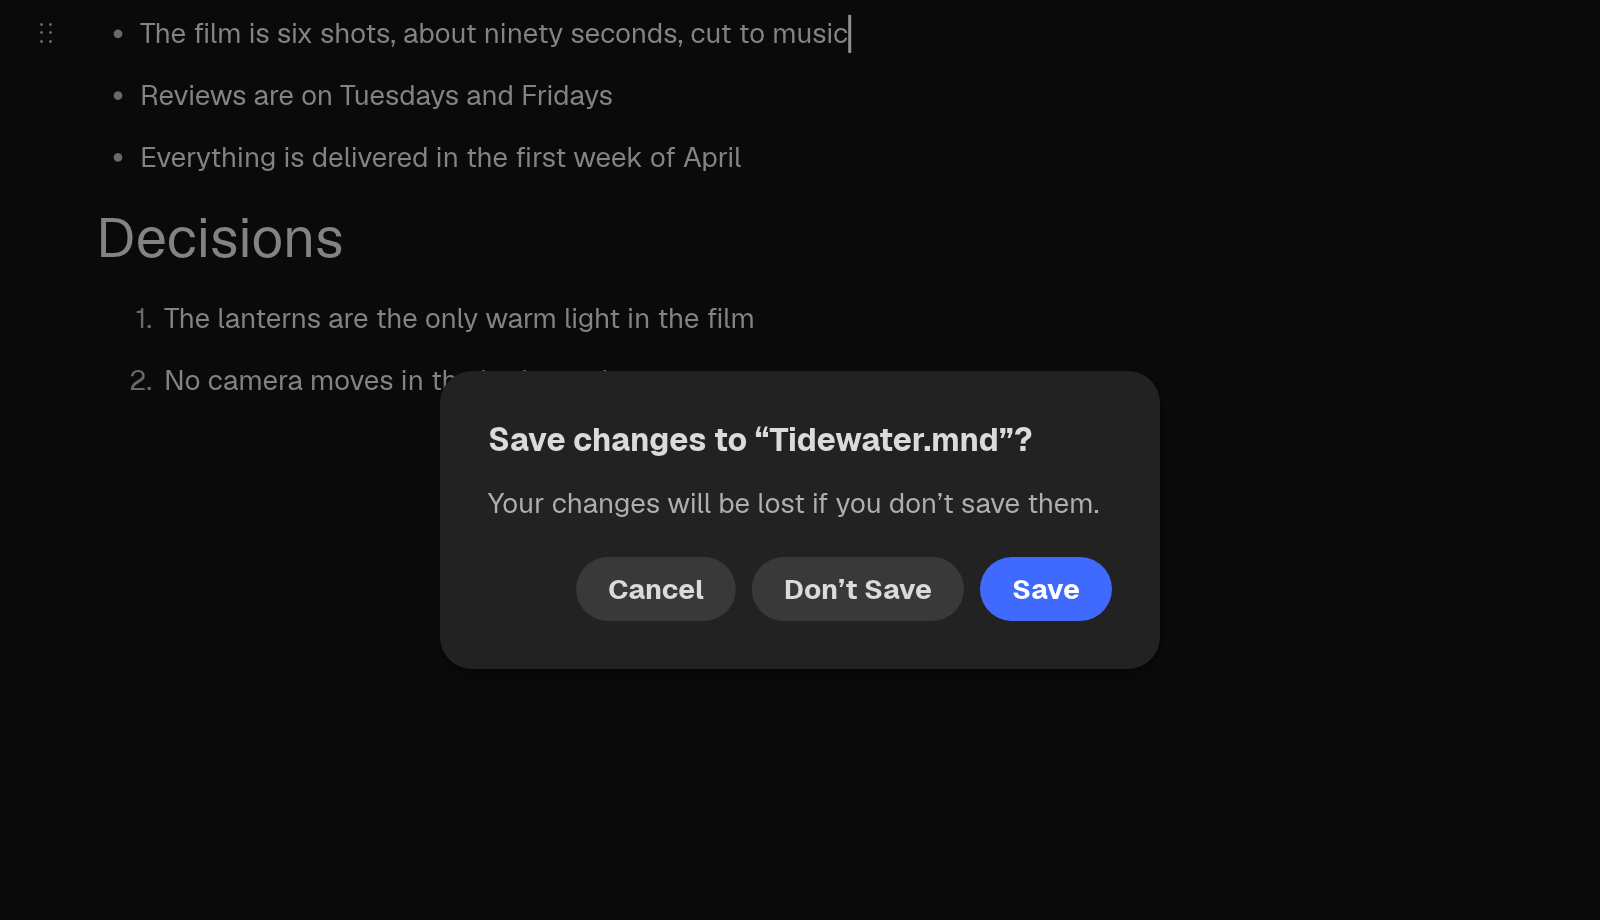 The film is six shots, about ninety seconds, cut to music
Reviews are on Tuesdays and Fridays
Everything is delivered in the first week of April
Decisions
1. The lanterns are the only warm light in the film
2. No camera moves in
Save changes to “Tidewater.mnd”?
Your changes will be lost if you don’t save them.
Cancel
Don’t Save
Save